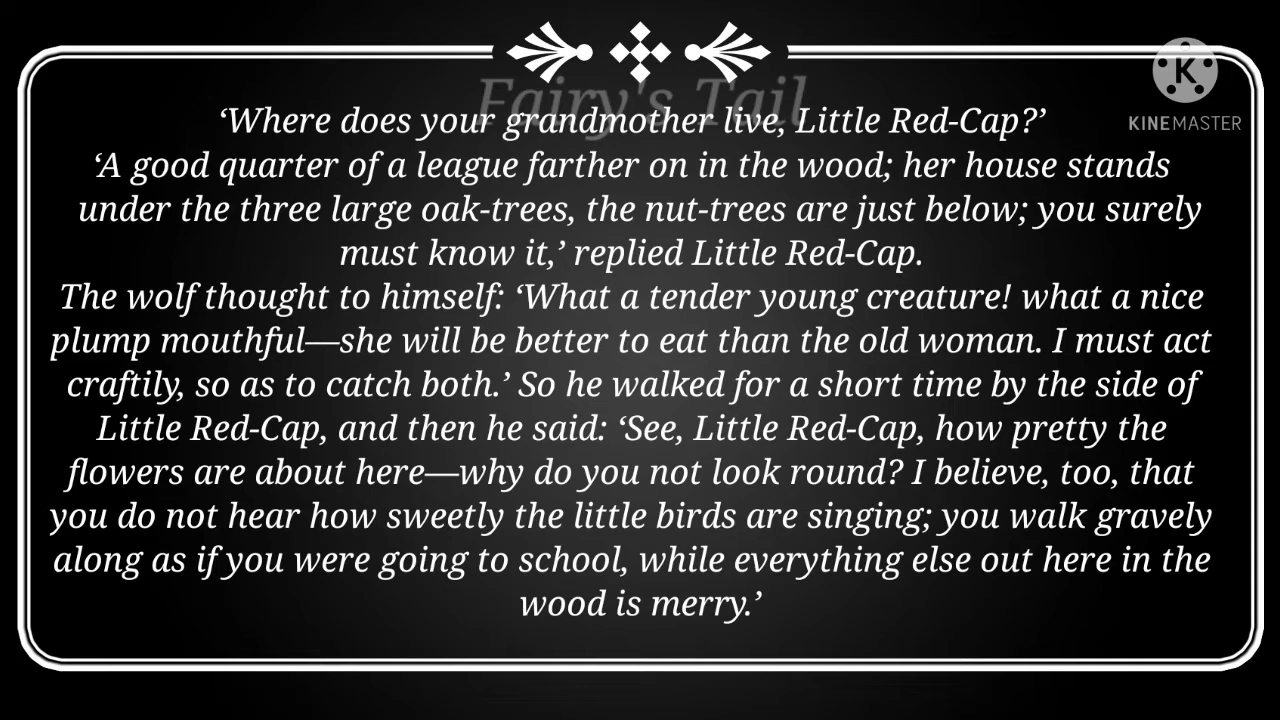 Fairy's Tail
KINEMASTER
‘Where does your grandmother live, Little Red-Cap?’
‘A good quarter of a league farther on in the wood; her house stands
under the three large oak-trees, the nut-trees are just below; you surely
must know it,’ replied Little Red-Cap.
The wolf thought to himself: ‘What a tender young creature! what a nice
plump mouthful—she will be better to eat than the old woman. I must act
craftily, so as to catch both.’ So he walked for a short time by the side of
Little Red-Cap, and then he said: ‘See, Little Red-Cap, how pretty the
flowers are about here—why do you not look round? I believe, too, that
you do not hear how sweetly the little birds are singing; you walk gravely
along as if you were going to school, while everything else out here in the
wood is merry.’